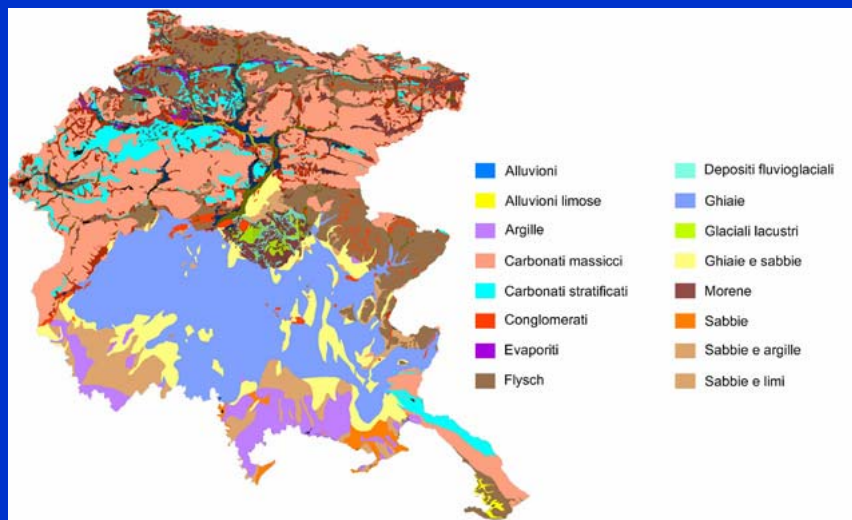 Alluvioni
Alluvioni limose
Argille
Carbonati massicci
Carbonati stratificati
Conglomerati
Evaporiti
Flysch
Depositi fluvioglaciali
Ghiaie
Glaciali lacustri
Ghiaie e sabbie
Morene
Sabbie
Sabbie e argille
Sabbie e limi